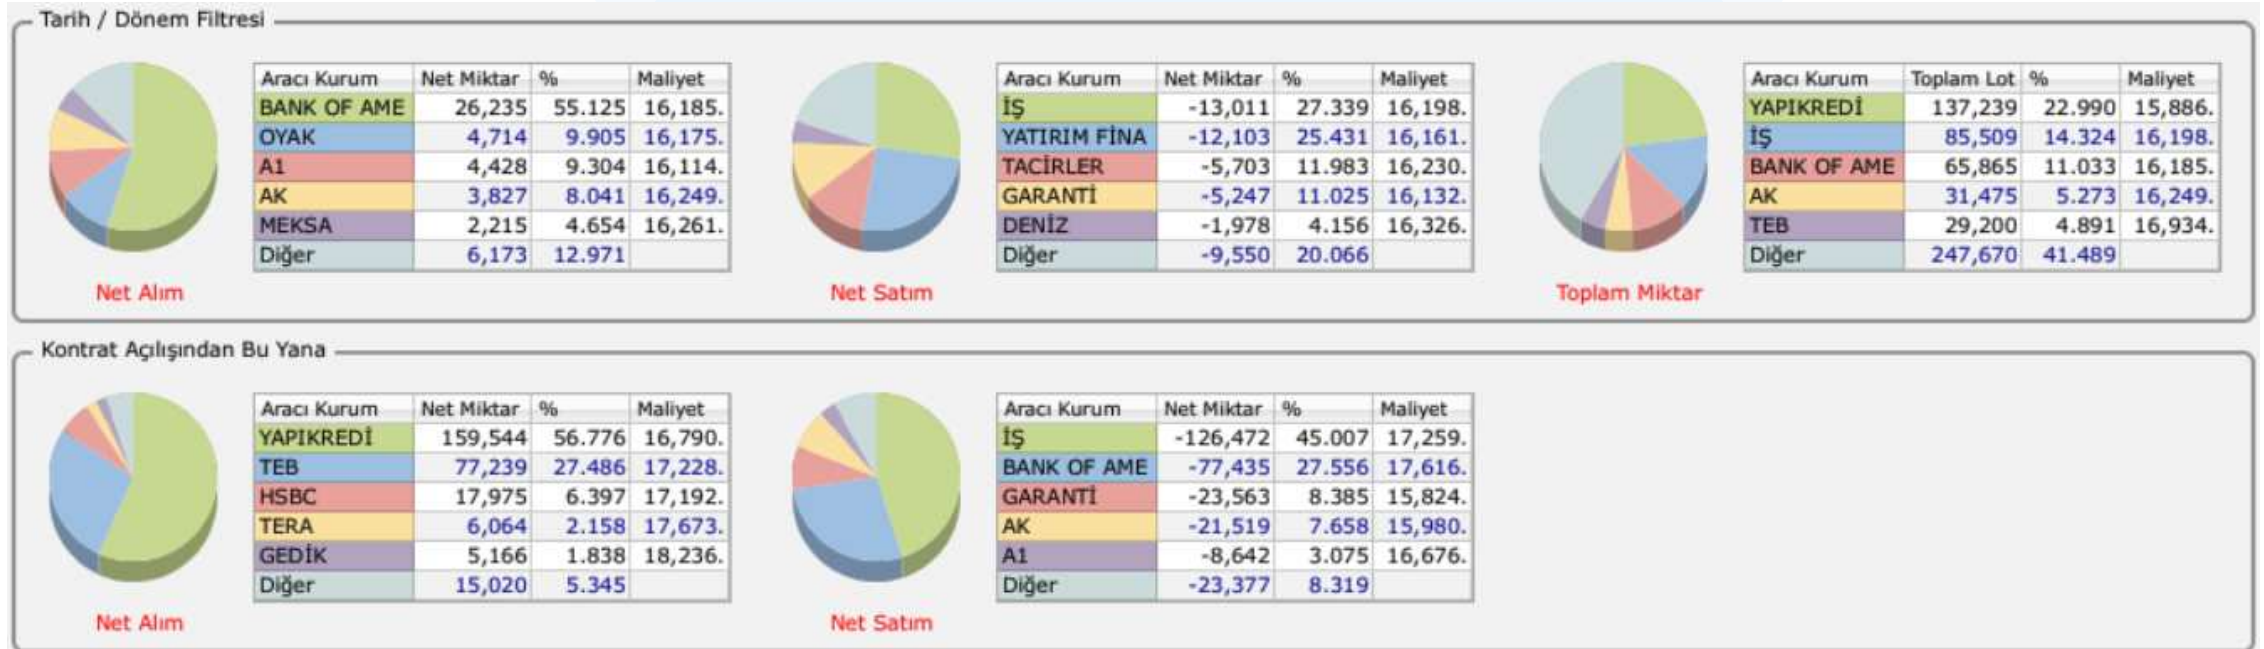 Tarih / Dönem Filtresi
Aracı Kurum Net Miktar % Maliyet
BANK OF AME 26,235 55.125 16,185.
OYAK 4,714 9.905 16,175.
A1 4,428 9.304 16,114.
AK 3,827 8.041 16,249.
MEKSA 2,215 4.654 16,261.
Diğer 6,173 12.971
Net Alım
Aracı Kurum Net Miktar % Maliyet
İŞ -13,011 27.339 16,198.
YATIRIM FİNA -12,103 25.431 16,161.
TACİRLER -5,703 11.983 16,230.
GARANTİ -5,247 11.025 16,132.
DENİZ -1,978 4.156 16,326.
Diğer -9,550 20.066
Net Satım
Aracı Kurum Toplam Lot % Maliyet
YAPIKREDİ 137,239 22.990 15,886.
İŞ 85,509 14.324 16,198.
BANK OF AME 65,865 11.033 16,185.
AK 31,475 5.273 16,249.
TEB 29,200 4.891 16,934.
Diğer 247,670 41.489
Toplam Miktar
Kontrat Açılışından Bu Yana
Aracı Kurum Net Miktar % Maliyet
YAPIKREDİ 159,544 56.776 16,790.
TEB 77,239 27.486 17,228.
HSBC 17,975 6.397 17,192.
TERA 6,064 2.158 17,673.
GEDİK 5,166 1.838 18,236.
Diğer 15,020 5.345
Net Alım
Aracı Kurum Net Miktar % Maliyet
İŞ -126,472 45.007 17,259.
BANK OF AME -77,435 27.556 17,616.
GARANTİ -23,563 8.385 15,824.
AK -21,519 7.658 15,980.
A1 -8,642 3.075 16,676.
Diğer -23,377 8.319
Net Satım